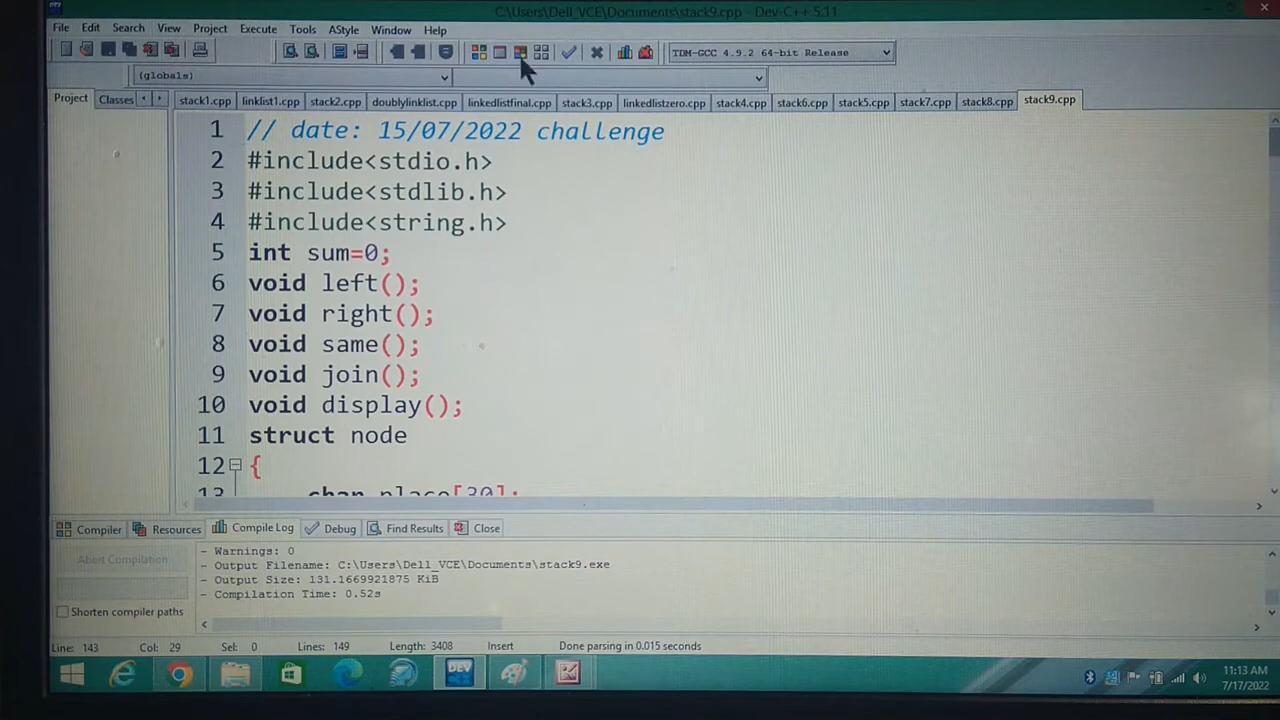 C:\Users\Dell_VCE\Documents\stack9.cpp - Dev-C++ 5.11
File Edit Search View Project Execute Tools AStyle Window Help
TDM-GCC 4.9.2 64-bit Release
(globals)
Project Classes stack1.cpp linklist1.cpp stack2.cpp doublylinklist.cpp linkedlistfinal.cpp stack3.cpp linkedlistzero.cpp stack4.cpp stack6.cpp stack5.cpp stack7.cpp stack8.cpp stack9.cpp
1 // date: 15/07/2022 challenge
2 #include<stdio.h>
3 #include<stdlib.h>
4 #include<string.h>
5 int sum=0;
6 void left();
7 void right();
8 void same();
9 void join();
10 void display();
11 struct node
12 {
13 char place[30];
Compiler Resources Compile Log Debug Find Results Close
Abort Compilation
Shorten compiler paths
- Warnings: 0
- Output Filename: C:\Users\Dell_VCE\Documents\stack9.exe
- Output Size: 131.1669921875 KiB
- Compilation Time: 0.52s
Line: 143 Col: 29 Sel: 0 Lines: 149 Length: 3408 Insert Done parsing in 0.015 seconds
DEV
11:13 AM
7/17/2022